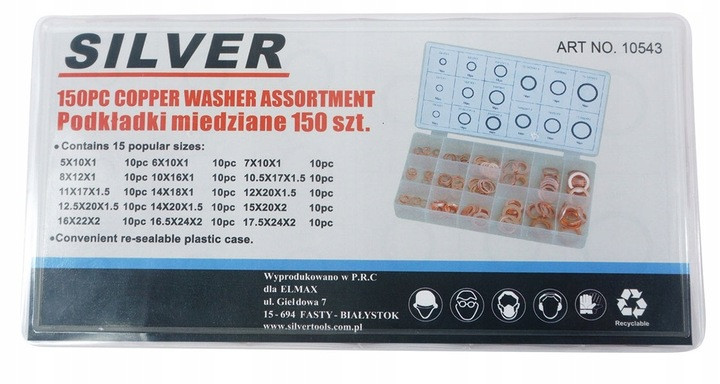 SILVER
ART NO. 10543
150PC COPPER WASHER ASSORTMENT
Podkładki miedziane 150 szt.
•Contains 15 popular sizes:
5X10X1 10pc 6X10X1 10pc 7X10X1 10pc
8X12X1 10pc 10X16X1 10pc 10.5X17X1.5 10pc
11X17X1.5 10pc 14X18X1 10pc 12X20X1.5 10pc
12.5X20X1.5 10pc 14X20X1.5 10pc 15X20X2 10pc
16X22X2 10pc 16.5X24X2 10pc 17.5X24X2 10pc
•Convenient re-sealable plastic case.
Wyprodukowano w P.R.C
dla ELMAX
ul. Giełdowa 7
15 - 694 FASTY - BIAŁYSTOK
www.silvertools.com.pl
Recyclable